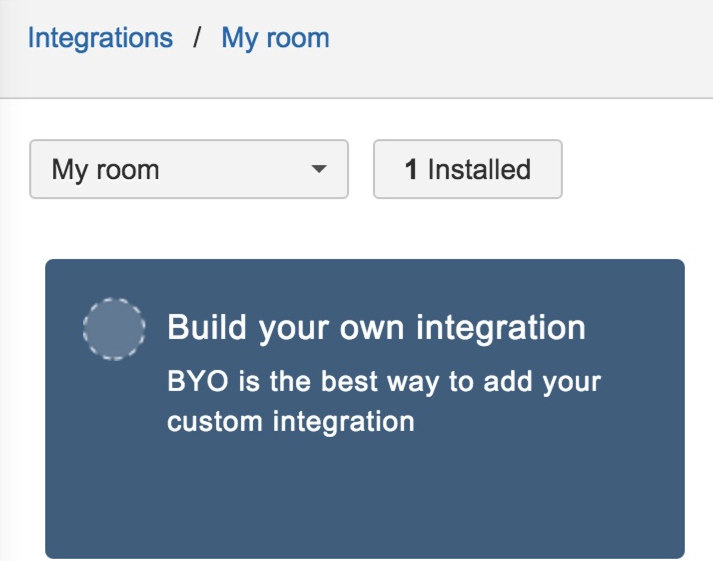 Integrations / My room
My room 1 Installed
Build your own integration
BYO is the best way to add your
custom integration